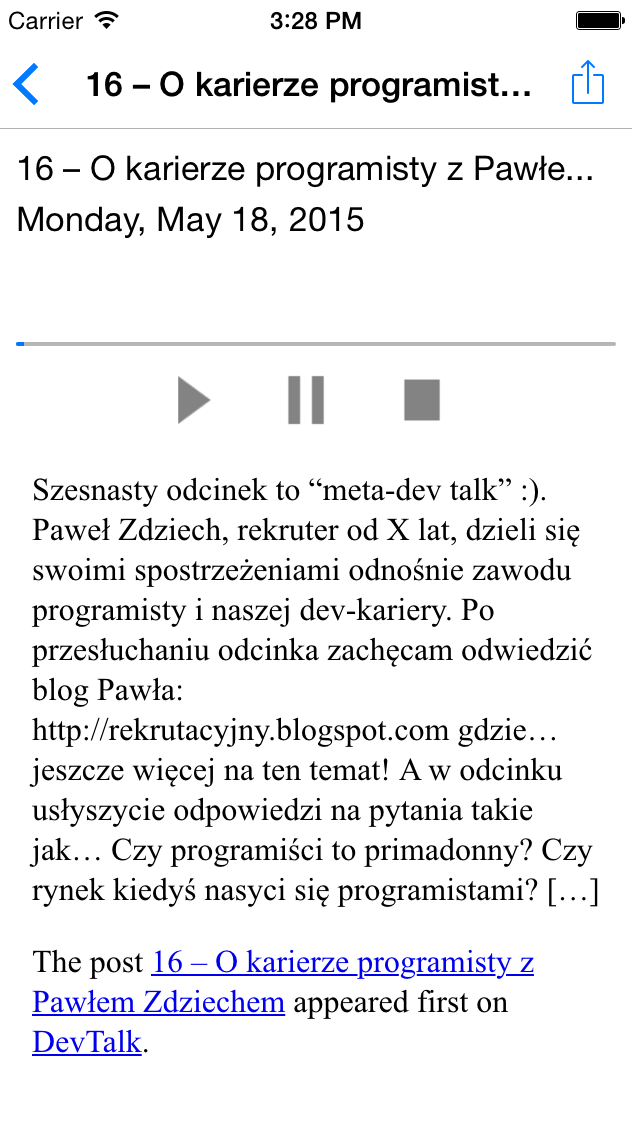 Carrier 3:28 PM
16 – O karierze programist...
16 – O karierze programisty z Pawłe...
Monday, May 18, 2015
Szesnasty odcinek to “meta-dev talk” :).
Paweł Zdziech, rekruter od X lat, dzieli się
swoimi spostrzeżeniami odnośnie zawodu
programisty i naszej dev-kariery. Po
przesłuchaniu odcinka zachęcam odwiedzić
blog Pawła:
http://rekrutacyjny.blogspot.com gdzie…
jeszcze więcej na ten temat! A w odcinku
usłyszycie odpowiedzi na pytania takie
jak… Czy programiści to primadonny? Czy
rynek kiedyś nasyci się programistami? […]
The post 16 – O karierze programisty z
Pawłem Zdziechem appeared first on
DevTalk.